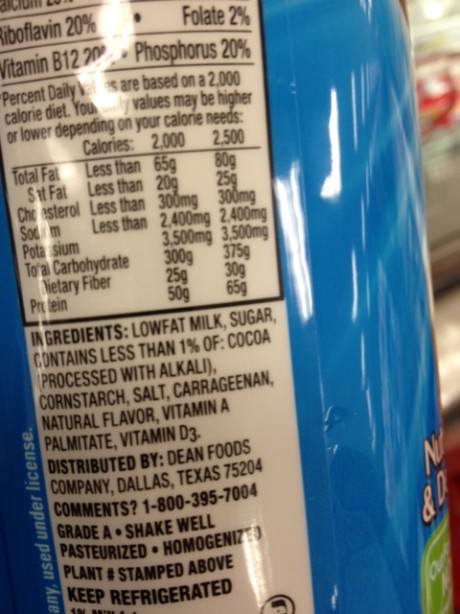 Riboflavin 20% • Folate 2%
Vitamin B12 20% • Phosphorus 20%
*Percent Daily Values are based on a 2,000
calorie diet. Your daily values may be higher
or lower depending on your calorie needs:
Calories: 2,000 2,500
Total Fat Less than 65g 80g
Sat Fat Less than 20g 25g
Cholesterol Less than 300mg 300mg
Sodium Less than 2,400mg 2,400mg
Potassium 3,500mg 3,500mg
Total Carbohydrate 300g 375g
Dietary Fiber 25g 30g
Protein 50g 65g
INGREDIENTS: LOWFAT MILK, SUGAR,
CONTAINS LESS THAN 1% OF: COCOA
(PROCESSED WITH ALKALI),
CORNSTARCH, SALT, CARRAGEENAN,
NATURAL FLAVOR, VITAMIN A
PALMITATE, VITAMIN D3.
DISTRIBUTED BY: DEAN FOODS
COMPANY, DALLAS, TEXAS 75204
COMMENTS? 1-800-395-7004
GRADE A • SHAKE WELL
PASTEURIZED • HOMOGENIZED
PLANT # STAMPED ABOVE
KEEP REFRIGERATED
any, used under license.
Nu
&